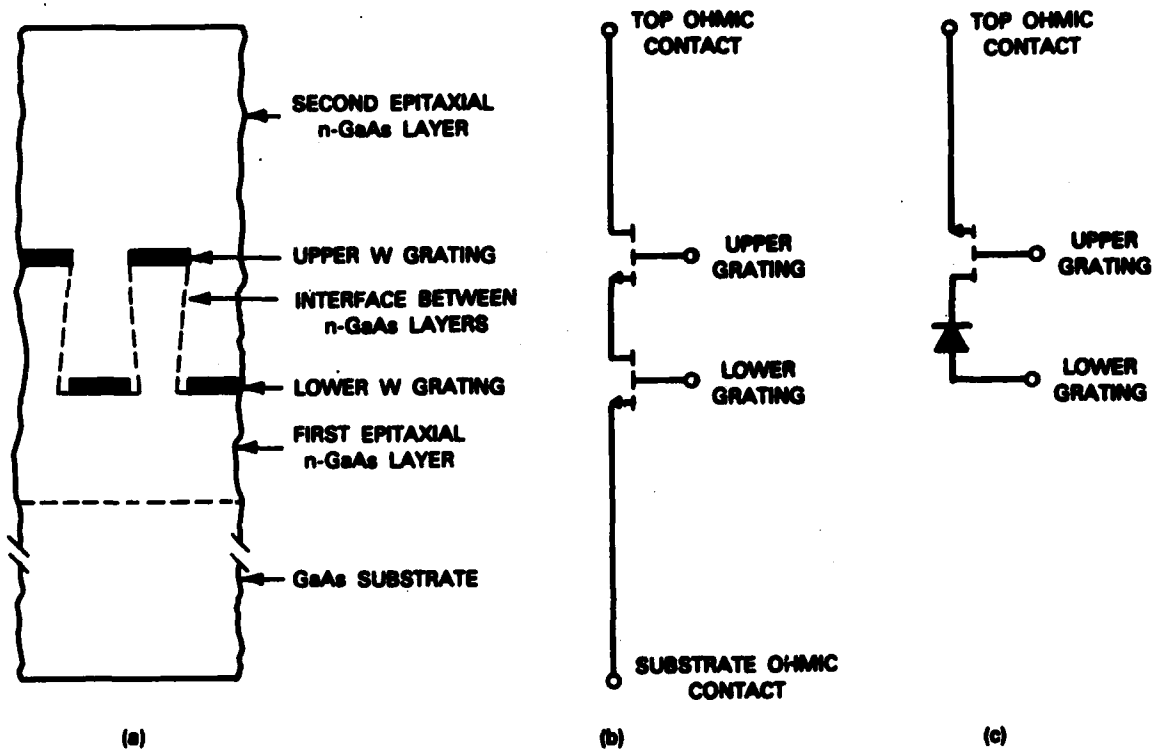 SECOND EPITAXIAL
n-GaAs LAYER
UPPER W GRATING
INTERFACE BETWEEN
n-GaAs LAYERS
LOWER W GRATING
FIRST EPITAXIAL
n-GaAs LAYER
GaAs SUBSTRATE
(a)
TOP OHMIC
CONTACT
UPPER
GRATING
LOWER
GRATING
SUBSTRATE OHMIC
CONTACT
(b)
TOP OHMIC
CONTACT
UPPER
GRATING
LOWER
GRATING
(c)